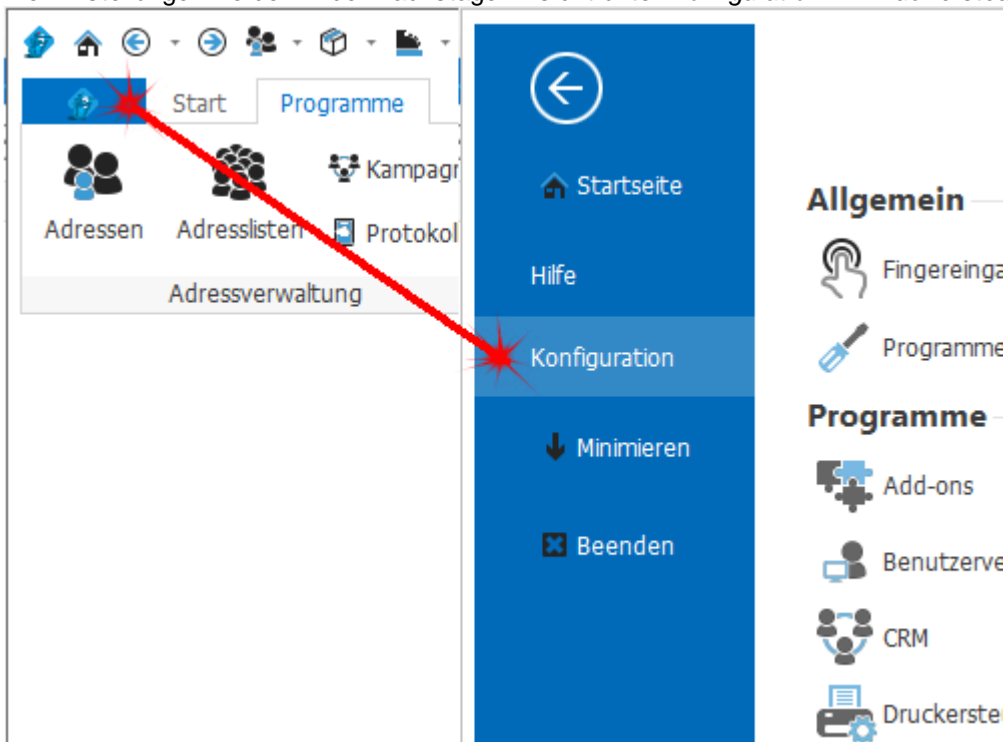 Start
Programme
Adressen
Adresslisten
Kampagr
Protokol
Adressverwaltung
Startseite
Hilfe
Konfiguration
Minimieren
Beenden
Allgemein
Fingereinga
Programme
Programme
Add-ons
Benutzerve
CRM
Druckerste